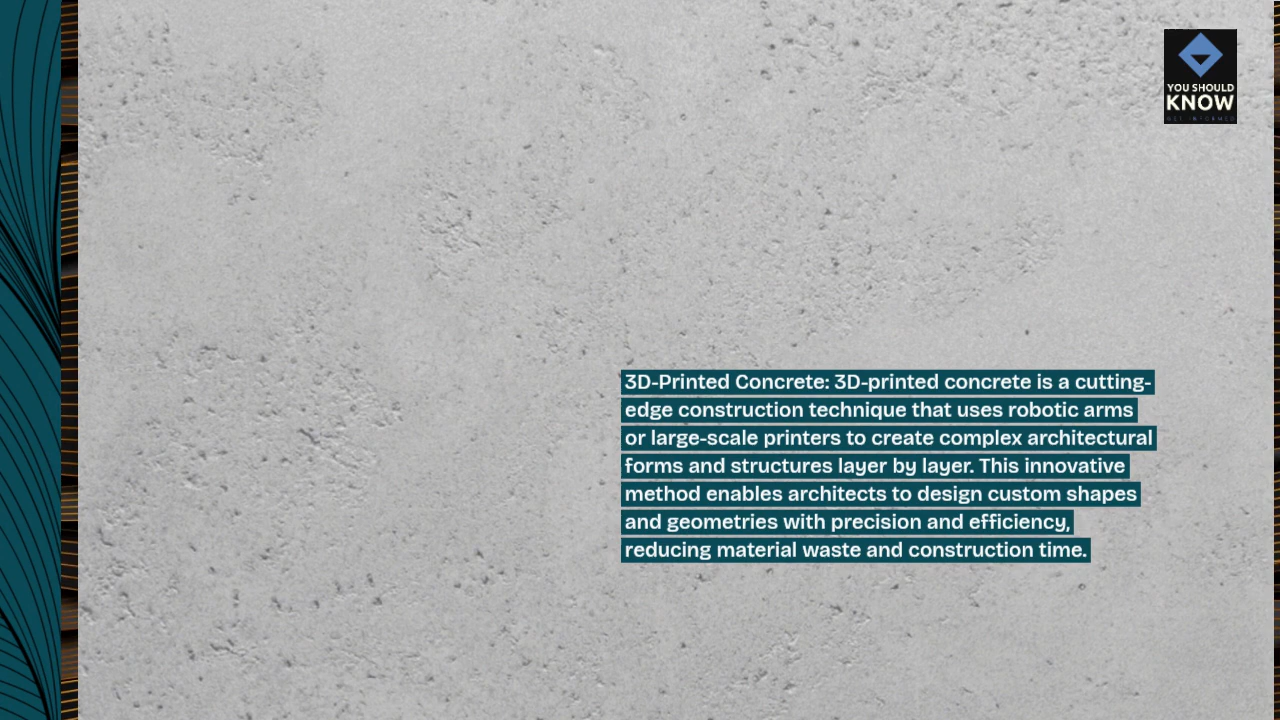 YOU SHOULD
KNOW
GET INFORMED
3D-Printed Concrete: 3D-printed concrete is a cutting-
edge construction technique that uses robotic arms
or large-scale printers to create complex architectural
forms and structures layer by layer. This innovative
method enables architects to design custom shapes
and geometries with precision and efficiency,
reducing material waste and construction time.